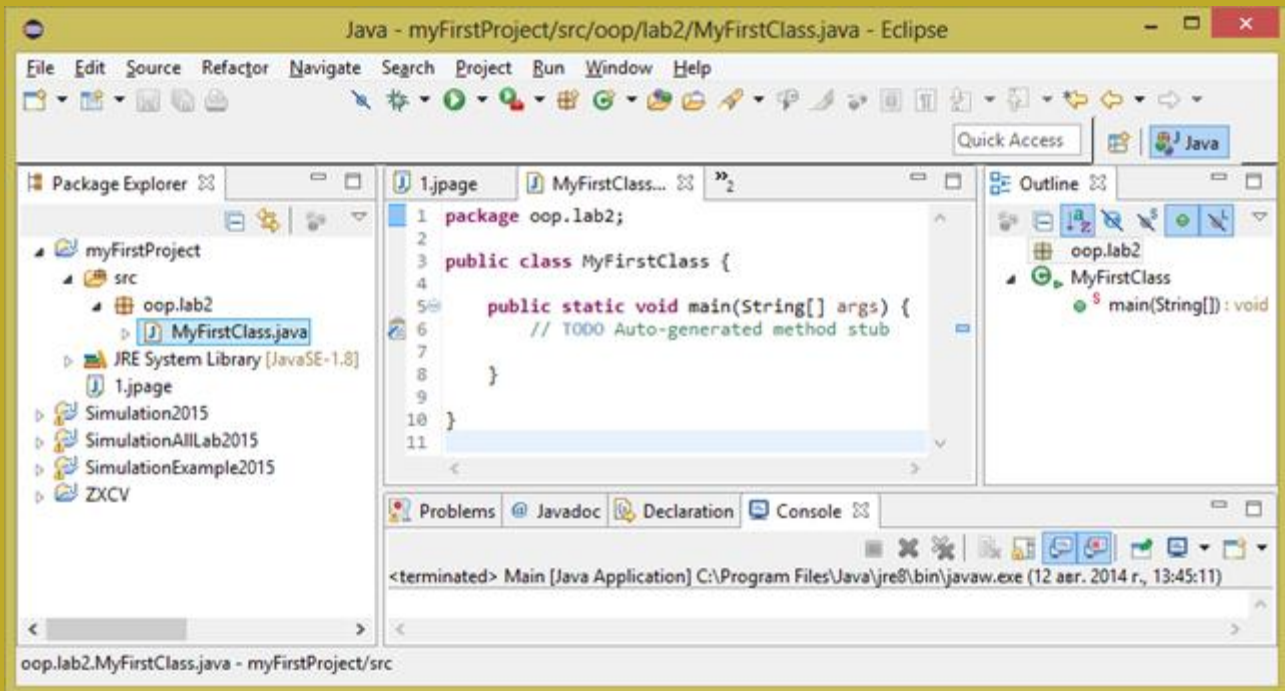 Java - myFirstProject/src/oop/lab2/MyFirstClass.java - Eclipse
File Edit Source Refactor Navigate Search Project Run Window Help
Quick Access Java
Package Explorer
myFirstProject
src
oop.lab2
MyFirstClass.java
JRE System Library [JavaSE-1.8]
1.jpage
Simulation2015
SimulationAllLab2015
SimulationExample2015
ZXCV
1.jpage MyFirstClass... »2
1 package oop.lab2;
2
3 public class MyFirstClass {
4
5 public static void main(String[] args) {
6 // TODO Auto-generated method stub
7
8 }
9
10 }
11
Outline
oop.lab2
MyFirstClass
main(String[]) : void
Problems @ Javadoc Declaration Console
<terminated> Main [Java Application] C:\Program Files\Java\jre8\bin\javaw.exe (12 авг. 2014 г., 13:45:11)
oop.lab2.MyFirstClass.java - myFirstProject/src